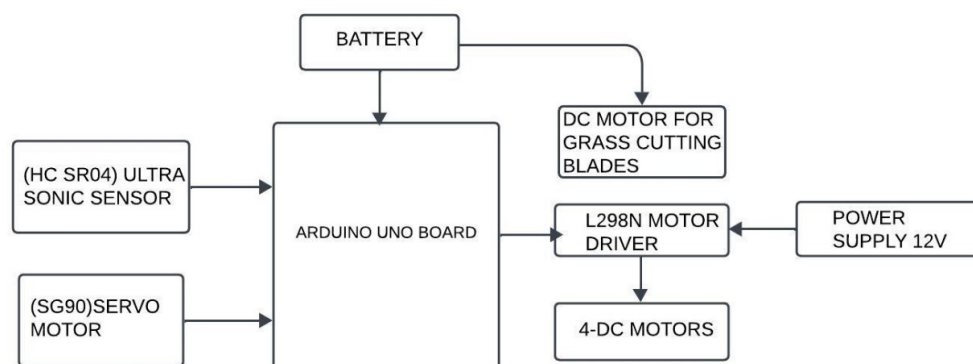 BATTERY
DC MOTOR FOR
GRASS CUTTING
BLADES
(HC SR04) ULTRA
SONIC SENSOR
ARDUINO UNO BOARD
L298N MOTOR
DRIVER
POWER
SUPPLY 12V
(SG90)SERVO
MOTOR
4-DC MOTORS